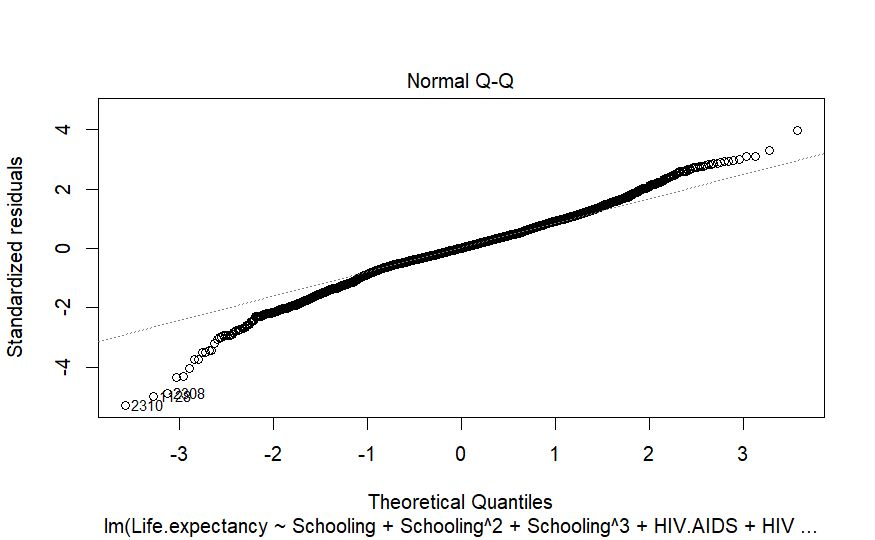 Normal Q-Q
Standardized residuals
4
2
0
-2
-4
2308
2310
-3 -2 -1 0 1 2 3
Theoretical Quantiles
lm(Life.expectancy ~ Schooling + Schooling^2 + Schooling^3 + HIV.AIDS + HIV ...